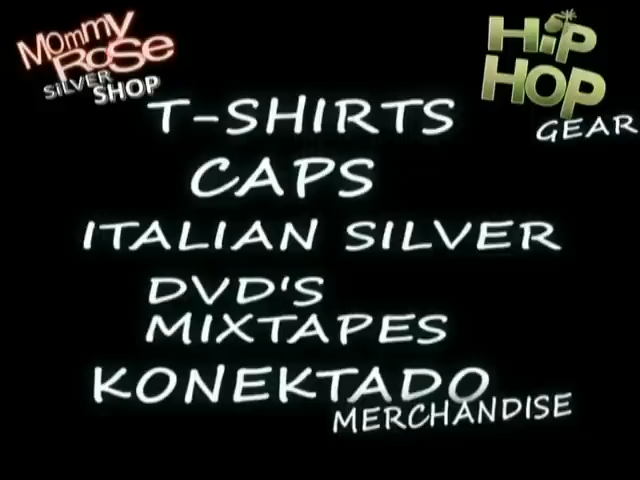 Mommy
Rose
SiLVER
SHOP
HiP
HOP
GEAR
T-SHIRTS
CAPS
ITALIAN SILVER
DVD'S
MIXTAPES
KONEKTADO
MERCHANDISE